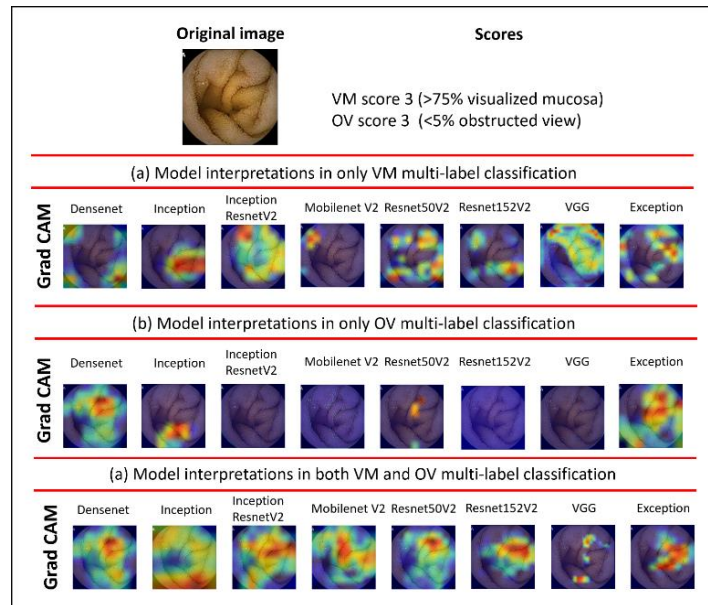 Original image
Scores
VM score 3 (>75% visualized mucosa)
OV score 3 (<5% obstructed view)
(a) Model interpretations in only VM multi-label classification
Grad CAM
Densenet
Inception
Inception
ResnetV2
Mobilenet V2
Resnet50V2
Resnet152V2
VGG
Exception
(b) Model interpretations in only OV multi-label classification
Grad CAM
Densenet
Inception
Inception
ResnetV2
Mobilenet V2
Resnet50V2
Resnet152V2
VGG
Exception
(a) Model interpretations in both VM and OV multi-label classification
Grad CAM
Densenet
Inception
Inception
ResnetV2
Mobilenet V2
Resnet50V2
Resnet152V2
VGG
Exception